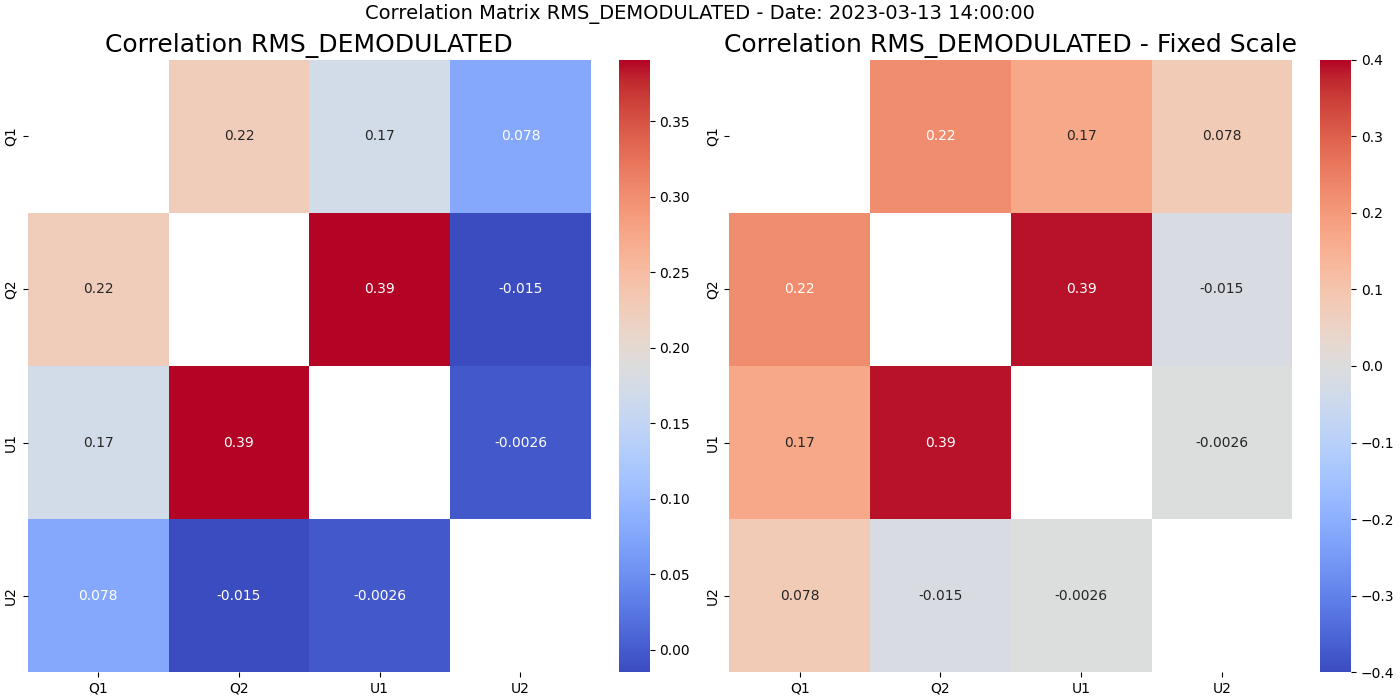 Correlation Matrix RMS_DEMODULATED - Date: 2023-03-13 14:00:00
Correlation RMS_DEMODULATED
Q1
0.22
0.17
0.078
Q2
0.22
0.39
-0.015
U1
0.17
0.39
-0.0026
U2
0.078
-0.015
-0.0026
Q1
Q2
U1
U2
0.35
0.30
0.25
0.20
0.15
0.10
0.05
0.00
Correlation RMS_DEMODULATED - Fixed Scale
Q1
0.22
0.17
0.078
Q2
0.22
0.39
-0.015
U1
0.17
0.39
-0.0026
U2
0.078
-0.015
-0.0026
Q1
Q2
U1
U2
0.4
0.3
0.2
0.1
0.0
−0.1
−0.2
−0.3
−0.4